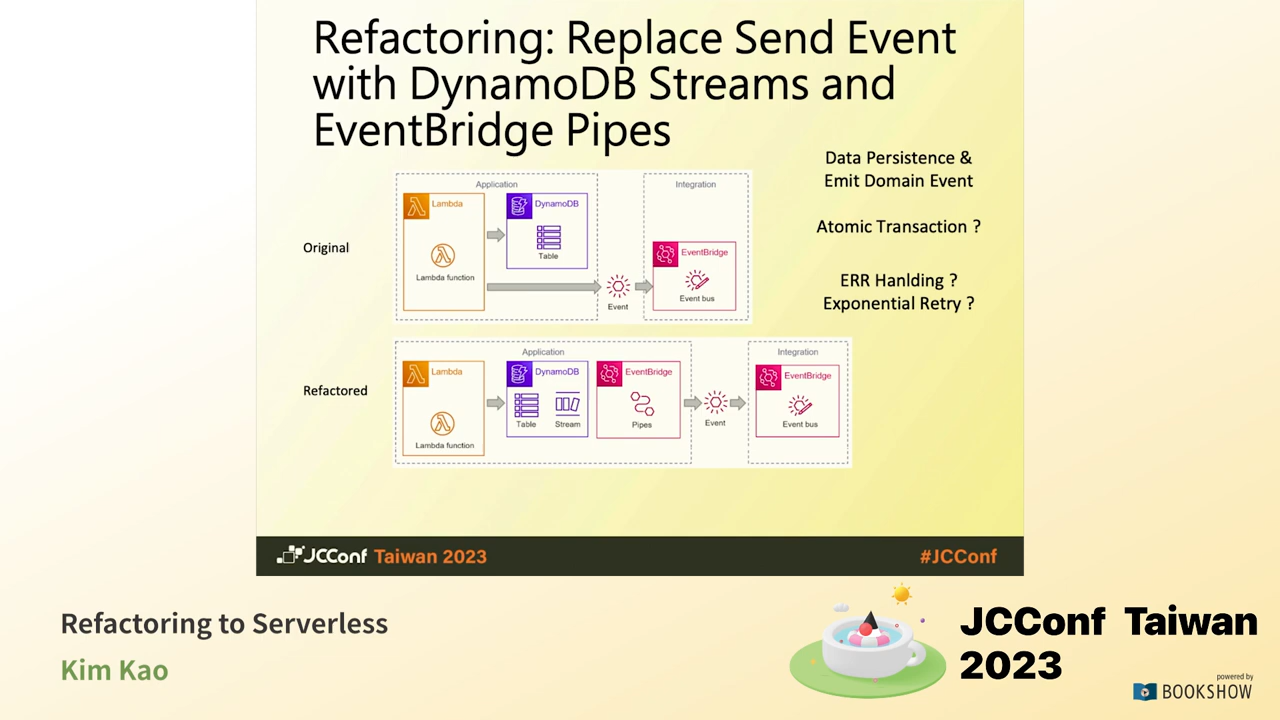 Refactoring: Replace Send Event
with DynamoDB Streams and
EventBridge Pipes
Data Persistence &
Emit Domain Event
Atomic Transaction ?
ERR Hanlding ?
Exponential Retry ?
Original
Application
Lambda
Lambda function
DynamoDB
Table
Event
Integration
EventBridge
Event bus
Refactored
Application
Lambda
Lambda function
DynamoDB
Table
Stream
EventBridge
Pipes
Event
Integration
EventBridge
Event bus
JCConf Taiwan 2023
#JCConf
Refactoring to Serverless
Kim Kao
JCConf Taiwan
2023
powered by
BOOKSHOW